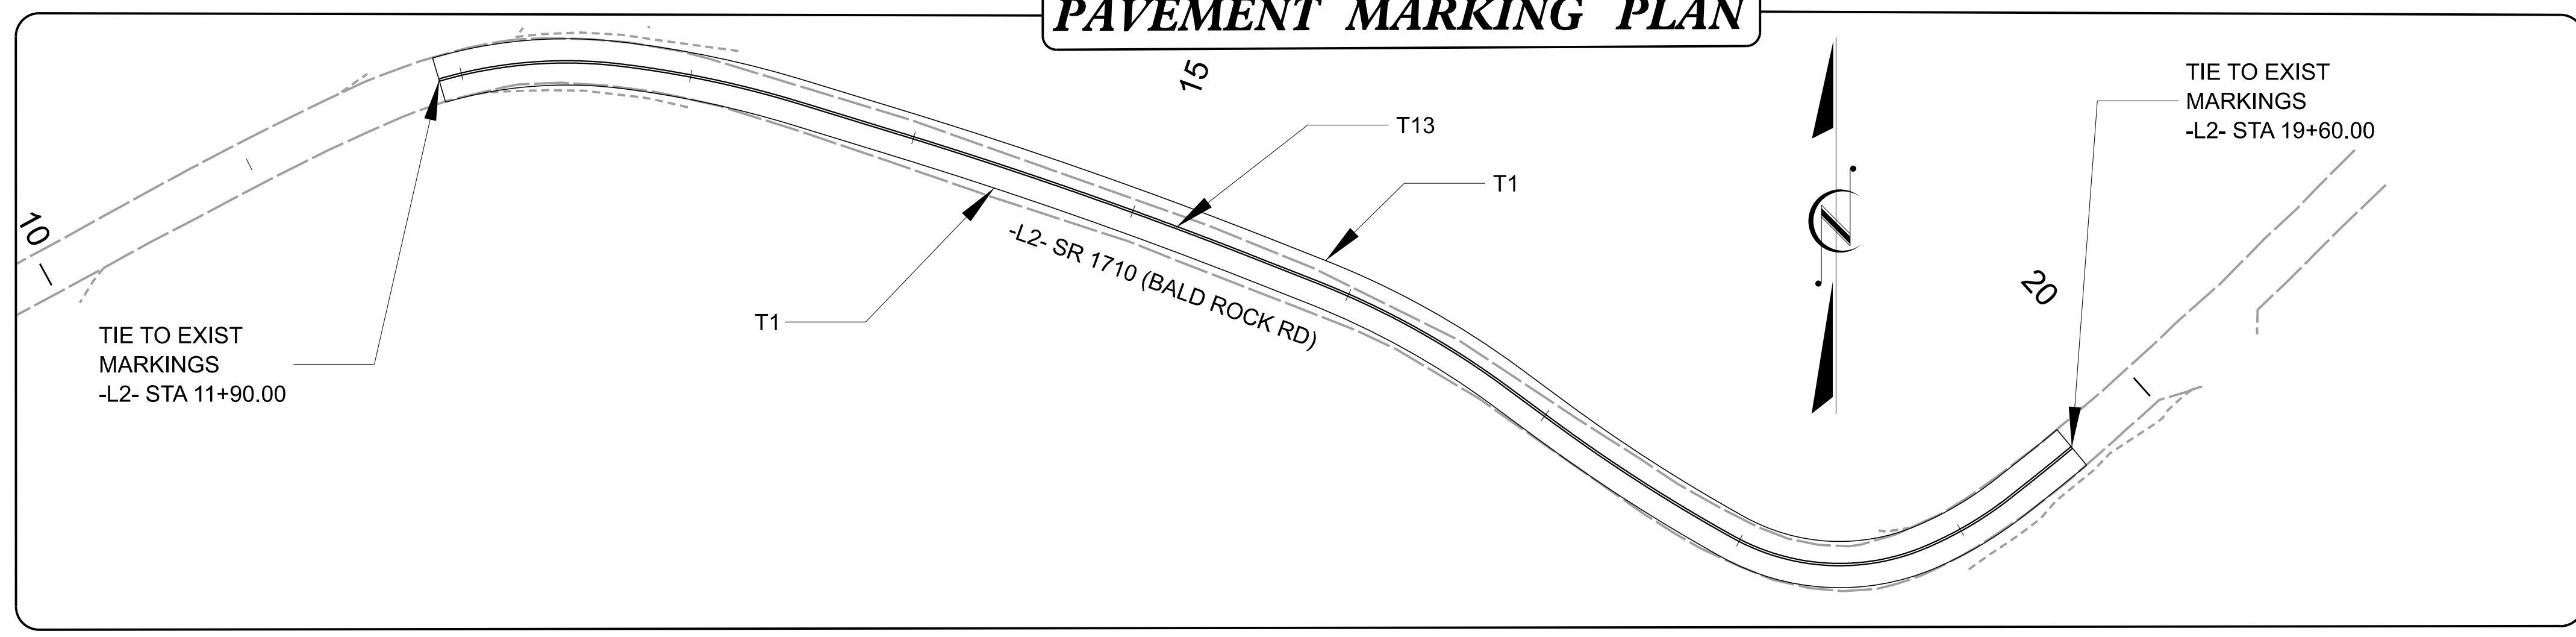 PAVEMENT MARKING PLAN
15
TIE TO EXIST
MARKINGS
-L2- STA 19+60.00
T13
T1
10
N
-L2- SR 1710 (BALD ROCK RD)
20
T1
TIE TO EXIST
MARKINGS
-L2- STA 11+90.00